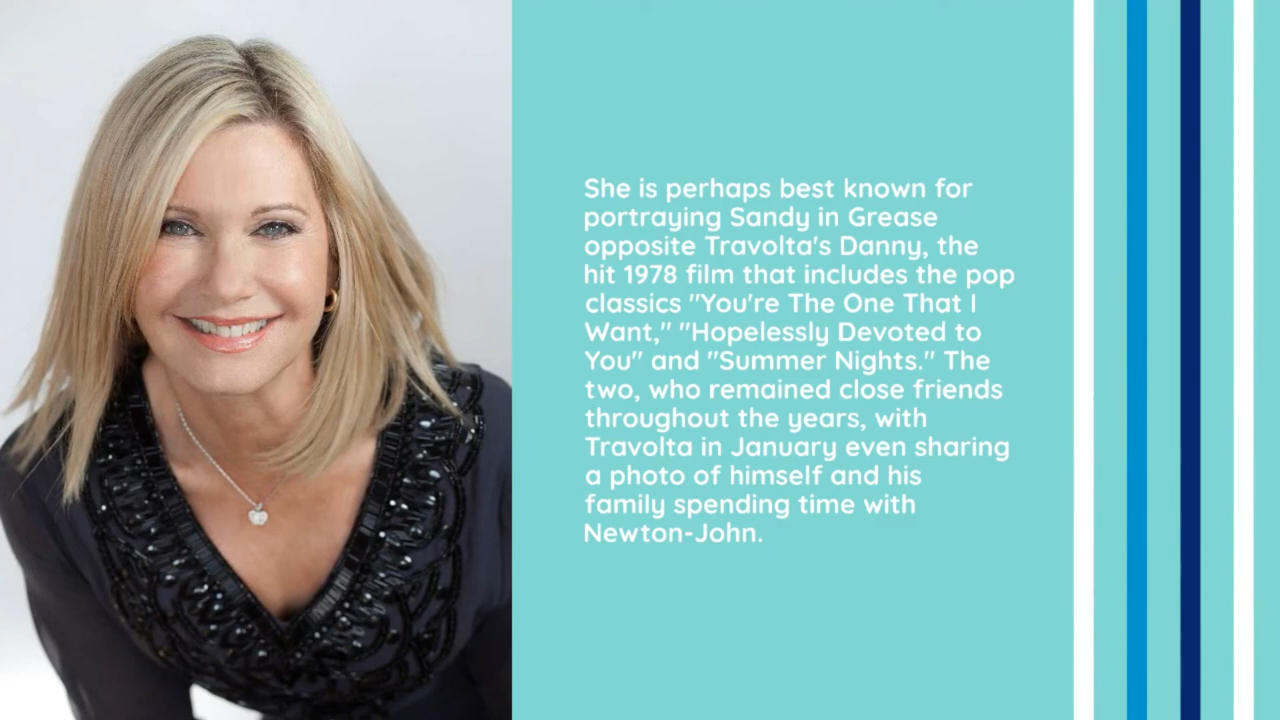 She is perhaps best known for
portraying Sandy in Grease
opposite Travolta's Danny, the
hit 1978 film that includes the pop
classics "You're The One That I
Want," "Hopelessly Devoted to
You" and "Summer Nights." The
two, who remained close friends
throughout the years, with
Travolta in January even sharing
a photo of himself and his
family spending time with
Newton-John.